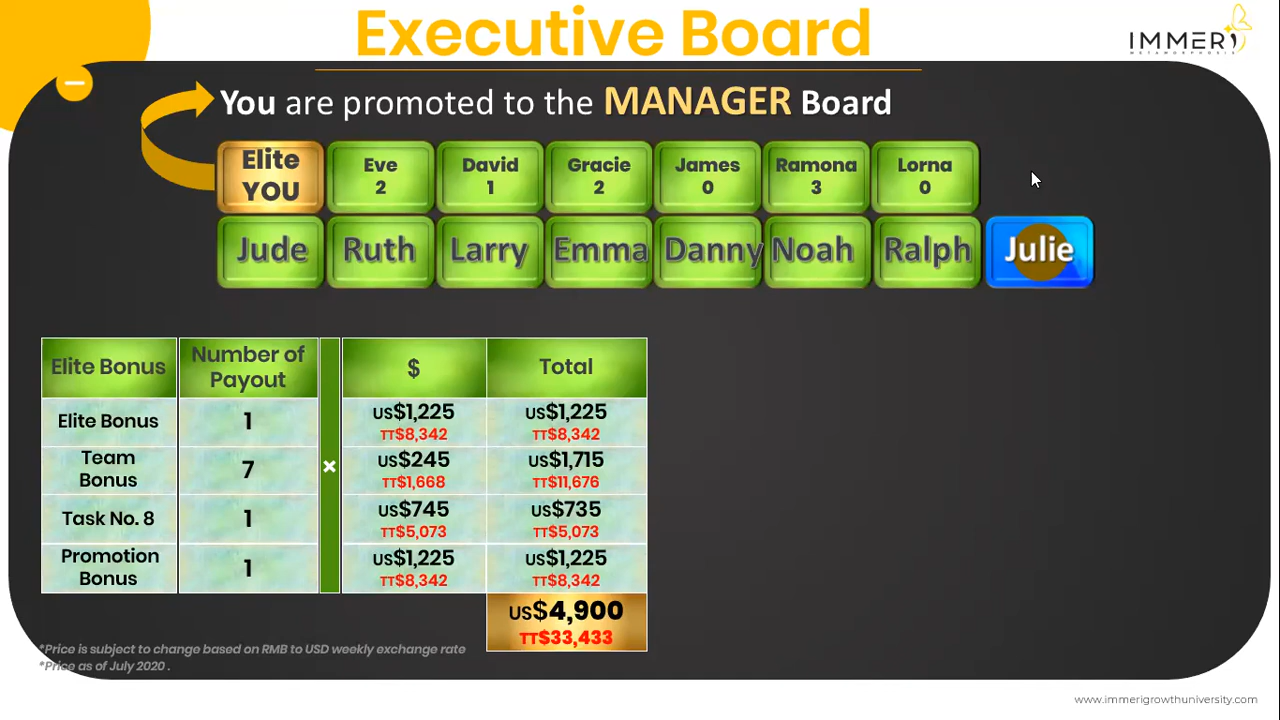 Executive Board
IMMERI
METAMORPHOSIS
You are promoted to the MANAGER Board
Elite YOU
Eve 2
David 1
Gracie 2
James 0
Ramona 3
Lorna 0
Jude Ruth Larry Emma Danny Noah Ralph Julie
Elite Bonus
Number of Payout
$
Total
Elite Bonus
1
×
US$1,225
TT$8,342
US$1,225
TT$8,342
Team Bonus
7
US$245
TT$1,668
US$1,715
TT$11,676
Task No. 8
1
US$745
TT$5,073
US$735
TT$5,073
Promotion Bonus
1
US$1,225
TT$8,342
US$1,225
TT$8,342
US$4,900
TT$33,433
*Price is subject to change based on RMB to USD weekly exchange rate
*Price as of July 2020 .
www.immerigrowthuniversity.com